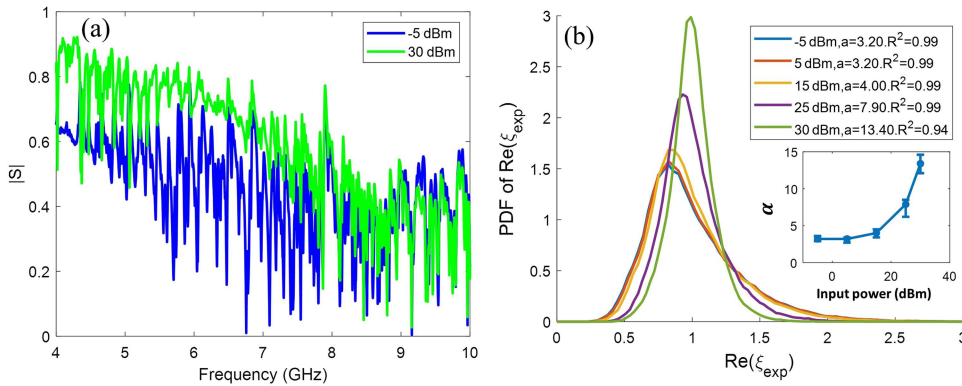 (a)
-5 dBm
30 dBm
|S|
1
0.8
0.6
0.4
0.2
0
4 5 6 7 8 9 10
Frequency (GHz)
(b)
-5 dBm,a=3.20.R²=0.99
5 dBm,a=3.20.R²=0.99
15 dBm,a=4.00.R²=0.99
25 dBm,a=7.90.R²=0.99
30 dBm,a=13.40.R²=0.94
PDF of Re(ξexp)
3
2.5
2
1.5
1
0.5
0
0 0.5 1 1.5 2 2.5 3
Re(ξexp)
α
15
10
5
0
0 20 40
Input power (dBm)